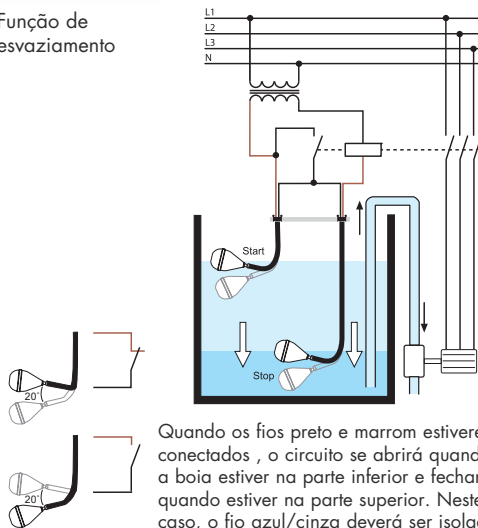 Função de
esvaziamento
L1
L2
L3
N
Start
Stop
20°
20°
Quando os fios preto e marrom estivere
conectados , o circuito se abrirá quand
a boia estiver na parte inferior e fechar
quando estiver na parte superior. Neste
caso, o fio azul/cinza deverá ser isolad